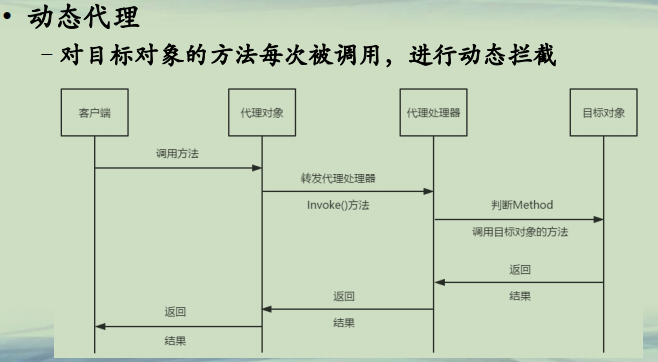 • 动态代理
– 对目标对象的方法每次被调用，进行动态拦截
客户端 代理对象 代理处理器 目标对象
调用方法
转发代理处理器
Invoke()方法
判断Method
调用目标对象的方法
返回
结果
返回
结果
返回
结果